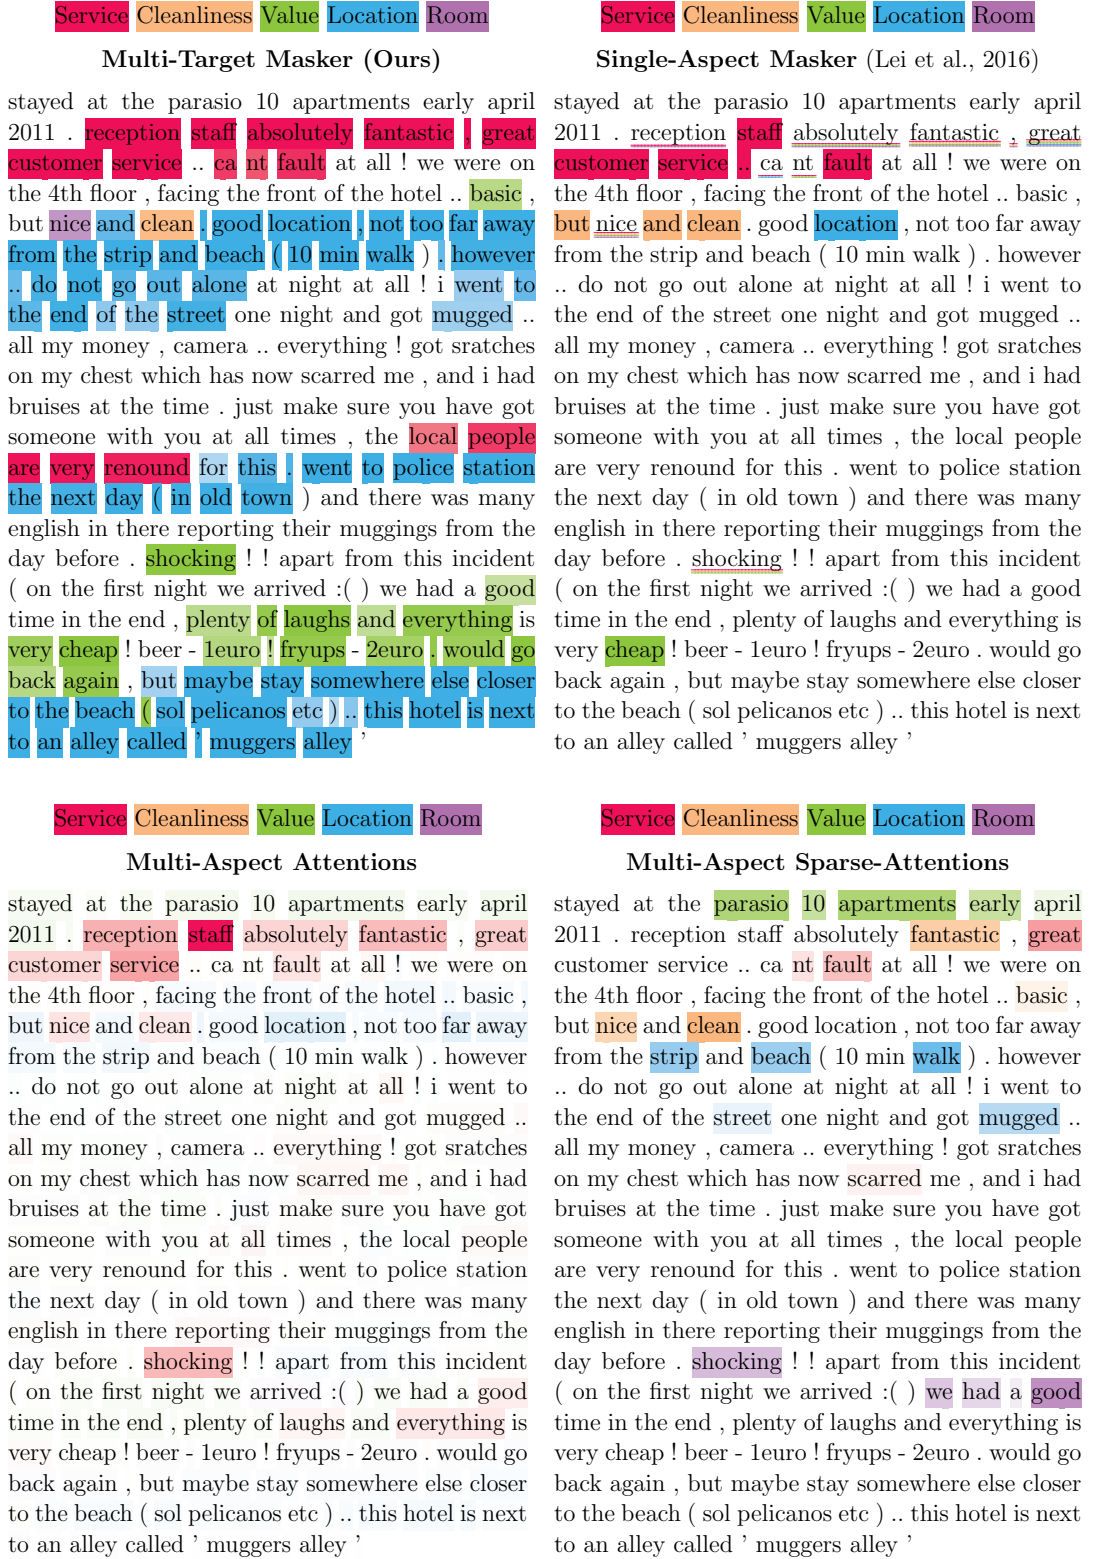 Service Cleanliness Value Location Room
Multi-Target Masker (Ours)
stayed at the parasio 10 apartments early april
2011 . reception staff absolutely fantastic , great
customer service .. ca nt fault at all ! we were on
the 4th floor , facing the front of the hotel .. basic ,
but nice and clean . good location , not too far away
from the strip and beach ( 10 min walk ) . however
.. do not go out alone at night at all ! i went to
the end of the street one night and got mugged ..
all my money , camera .. everything ! got sratches
on my chest which has now scarred me , and i had
bruises at the time . just make sure you have got
someone with you at all times , the local people
are very renound for this . went to police station
the next day ( in old town ) and there was many
english in there reporting their muggings from the
day before . shocking ! ! apart from this incident
( on the first night we arrived :( ) we had a good
time in the end , plenty of laughs and everything is
very cheap ! beer - 1euro ! fryups - 2euro . would go
back again , but maybe stay somewhere else closer
to the beach ( sol pelicanos etc ) .. this hotel is next
to an alley called ' muggers alley '
Service Cleanliness Value Location Room
Single-Aspect Masker (Lei et al., 2016)
stayed at the parasio 10 apartments early april
2011 . reception staff absolutely fantastic , great
customer service .. ca nt fault at all ! we were on
the 4th floor , facing the front of the hotel .. basic ,
but nice and clean . good location , not too far away
from the strip and beach ( 10 min walk ) . however
.. do not go out alone at night at all ! i went to
the end of the street one night and got mugged ..
all my money , camera .. everything ! got sratches
on my chest which has now scarred me , and i had
bruises at the time . just make sure you have got
someone with you at all times , the local people
are very renound for this . went to police station
the next day ( in old town ) and there was many
english in there reporting their muggings from the
day before . shocking ! ! apart from this incident
( on the first night we arrived :( ) we had a good
time in the end , plenty of laughs and everything is
very cheap ! beer - 1euro ! fryups - 2euro . would go
back again , but maybe stay somewhere else closer
to the beach ( sol pelicanos etc ) .. this hotel is next
to an alley called ' muggers alley '
Service Cleanliness Value Location Room
Multi-Aspect Attentions
stayed at the parasio 10 apartments early april
2011 . reception staff absolutely fantastic , great
customer service .. ca nt fault at all ! we were on
the 4th floor , facing the front of the hotel .. basic ,
but nice and clean . good location , not too far away
from the strip and beach ( 10 min walk ) . however
.. do not go out alone at night at all ! i went to
the end of the street one night and got mugged ..
all my money , camera .. everything ! got sratches
on my chest which has now scarred me , and i had
bruises at the time . just make sure you have got
someone with you at all times , the local people
are very renound for this . went to police station
the next day ( in old town ) and there was many
english in there reporting their muggings from the
day before . shocking ! ! apart from this incident
( on the first night we arrived :( ) we had a good
time in the end , plenty of laughs and everything is
very cheap ! beer - 1euro ! fryups - 2euro . would go
back again , but maybe stay somewhere else closer
to the beach ( sol pelicanos etc ) .. this hotel is next
to an alley called ' muggers alley '
Service Cleanliness Value Location Room
Multi-Aspect Sparse-Attentions
stayed at the parasio 10 apartments early april
2011 . reception staff absolutely fantastic , great
customer service .. ca nt fault at all ! we were on
the 4th floor , facing the front of the hotel .. basic ,
but nice and clean . good location , not too far away
from the strip and beach ( 10 min walk ) . however
.. do not go out alone at night at all ! i went to
the end of the street one night and got mugged ..
all my money , camera .. everything ! got sratches
on my chest which has now scarred me , and i had
bruises at the time . just make sure you have got
someone with you at all times , the local people
are very renound for this . went to police station
the next day ( in old town ) and there was many
english in there reporting their muggings from the
day before . shocking ! ! apart from this incident
( on the first night we arrived :( ) we had a good
time in the end , plenty of laughs and everything is
very cheap ! beer - 1euro ! fryups - 2euro . would go
back again , but maybe stay somewhere else closer
to the beach ( sol pelicanos etc ) .. this hotel is next
to an alley called ' muggers alley '